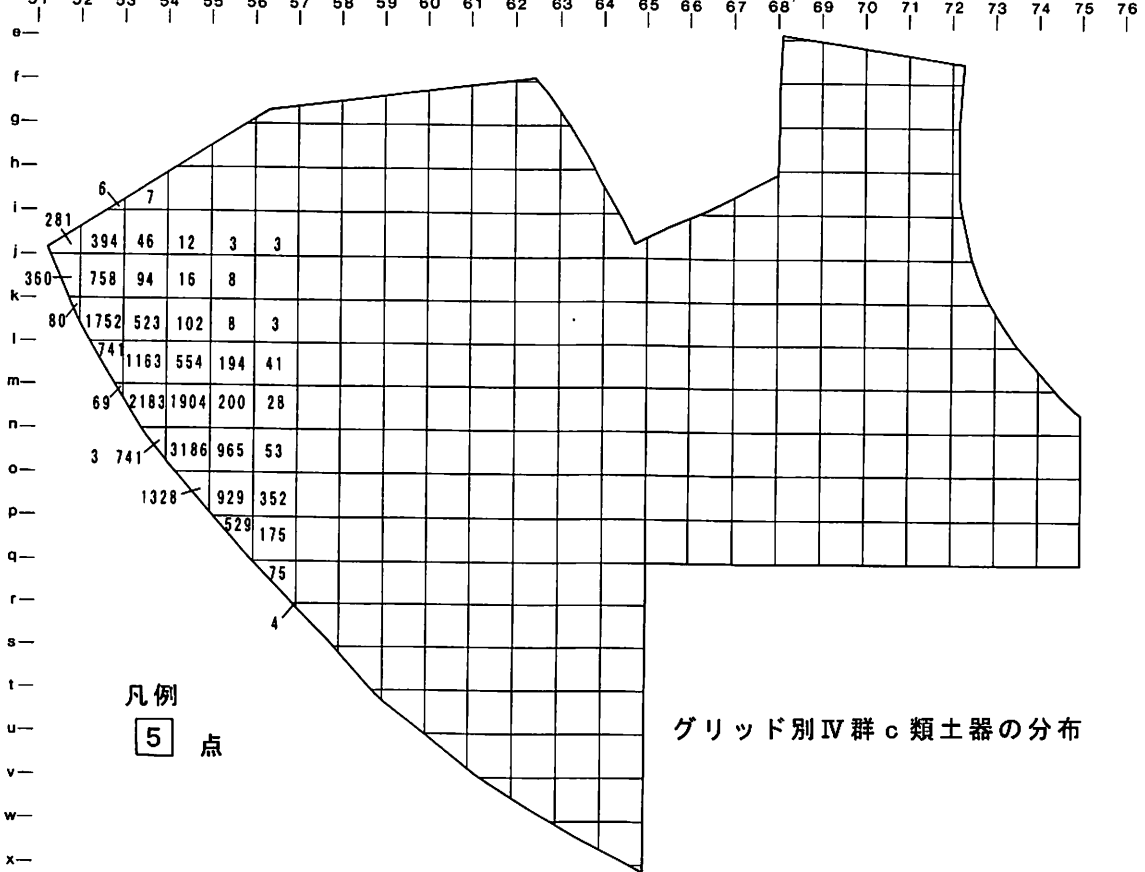 51 52 53 54 55 56 57 58 59 60 61 62 63 64 65 66 67 68 69 70 71 72 73 74 75 76
e
f
g
h
6 7
i
281
394 46 12 3 3
j
360 758 94 16 8
k
80 1752 523 102 8 3
l
741 1163 554 194 41
m
69 2183 1904 200 28
n
3 741 3186 965 53
o
1328 929 352
p
529 175
q
75
r
4
s
t
u
v
w
x
凡例
5 点
グリッド別Ⅳ群c類土器の分布